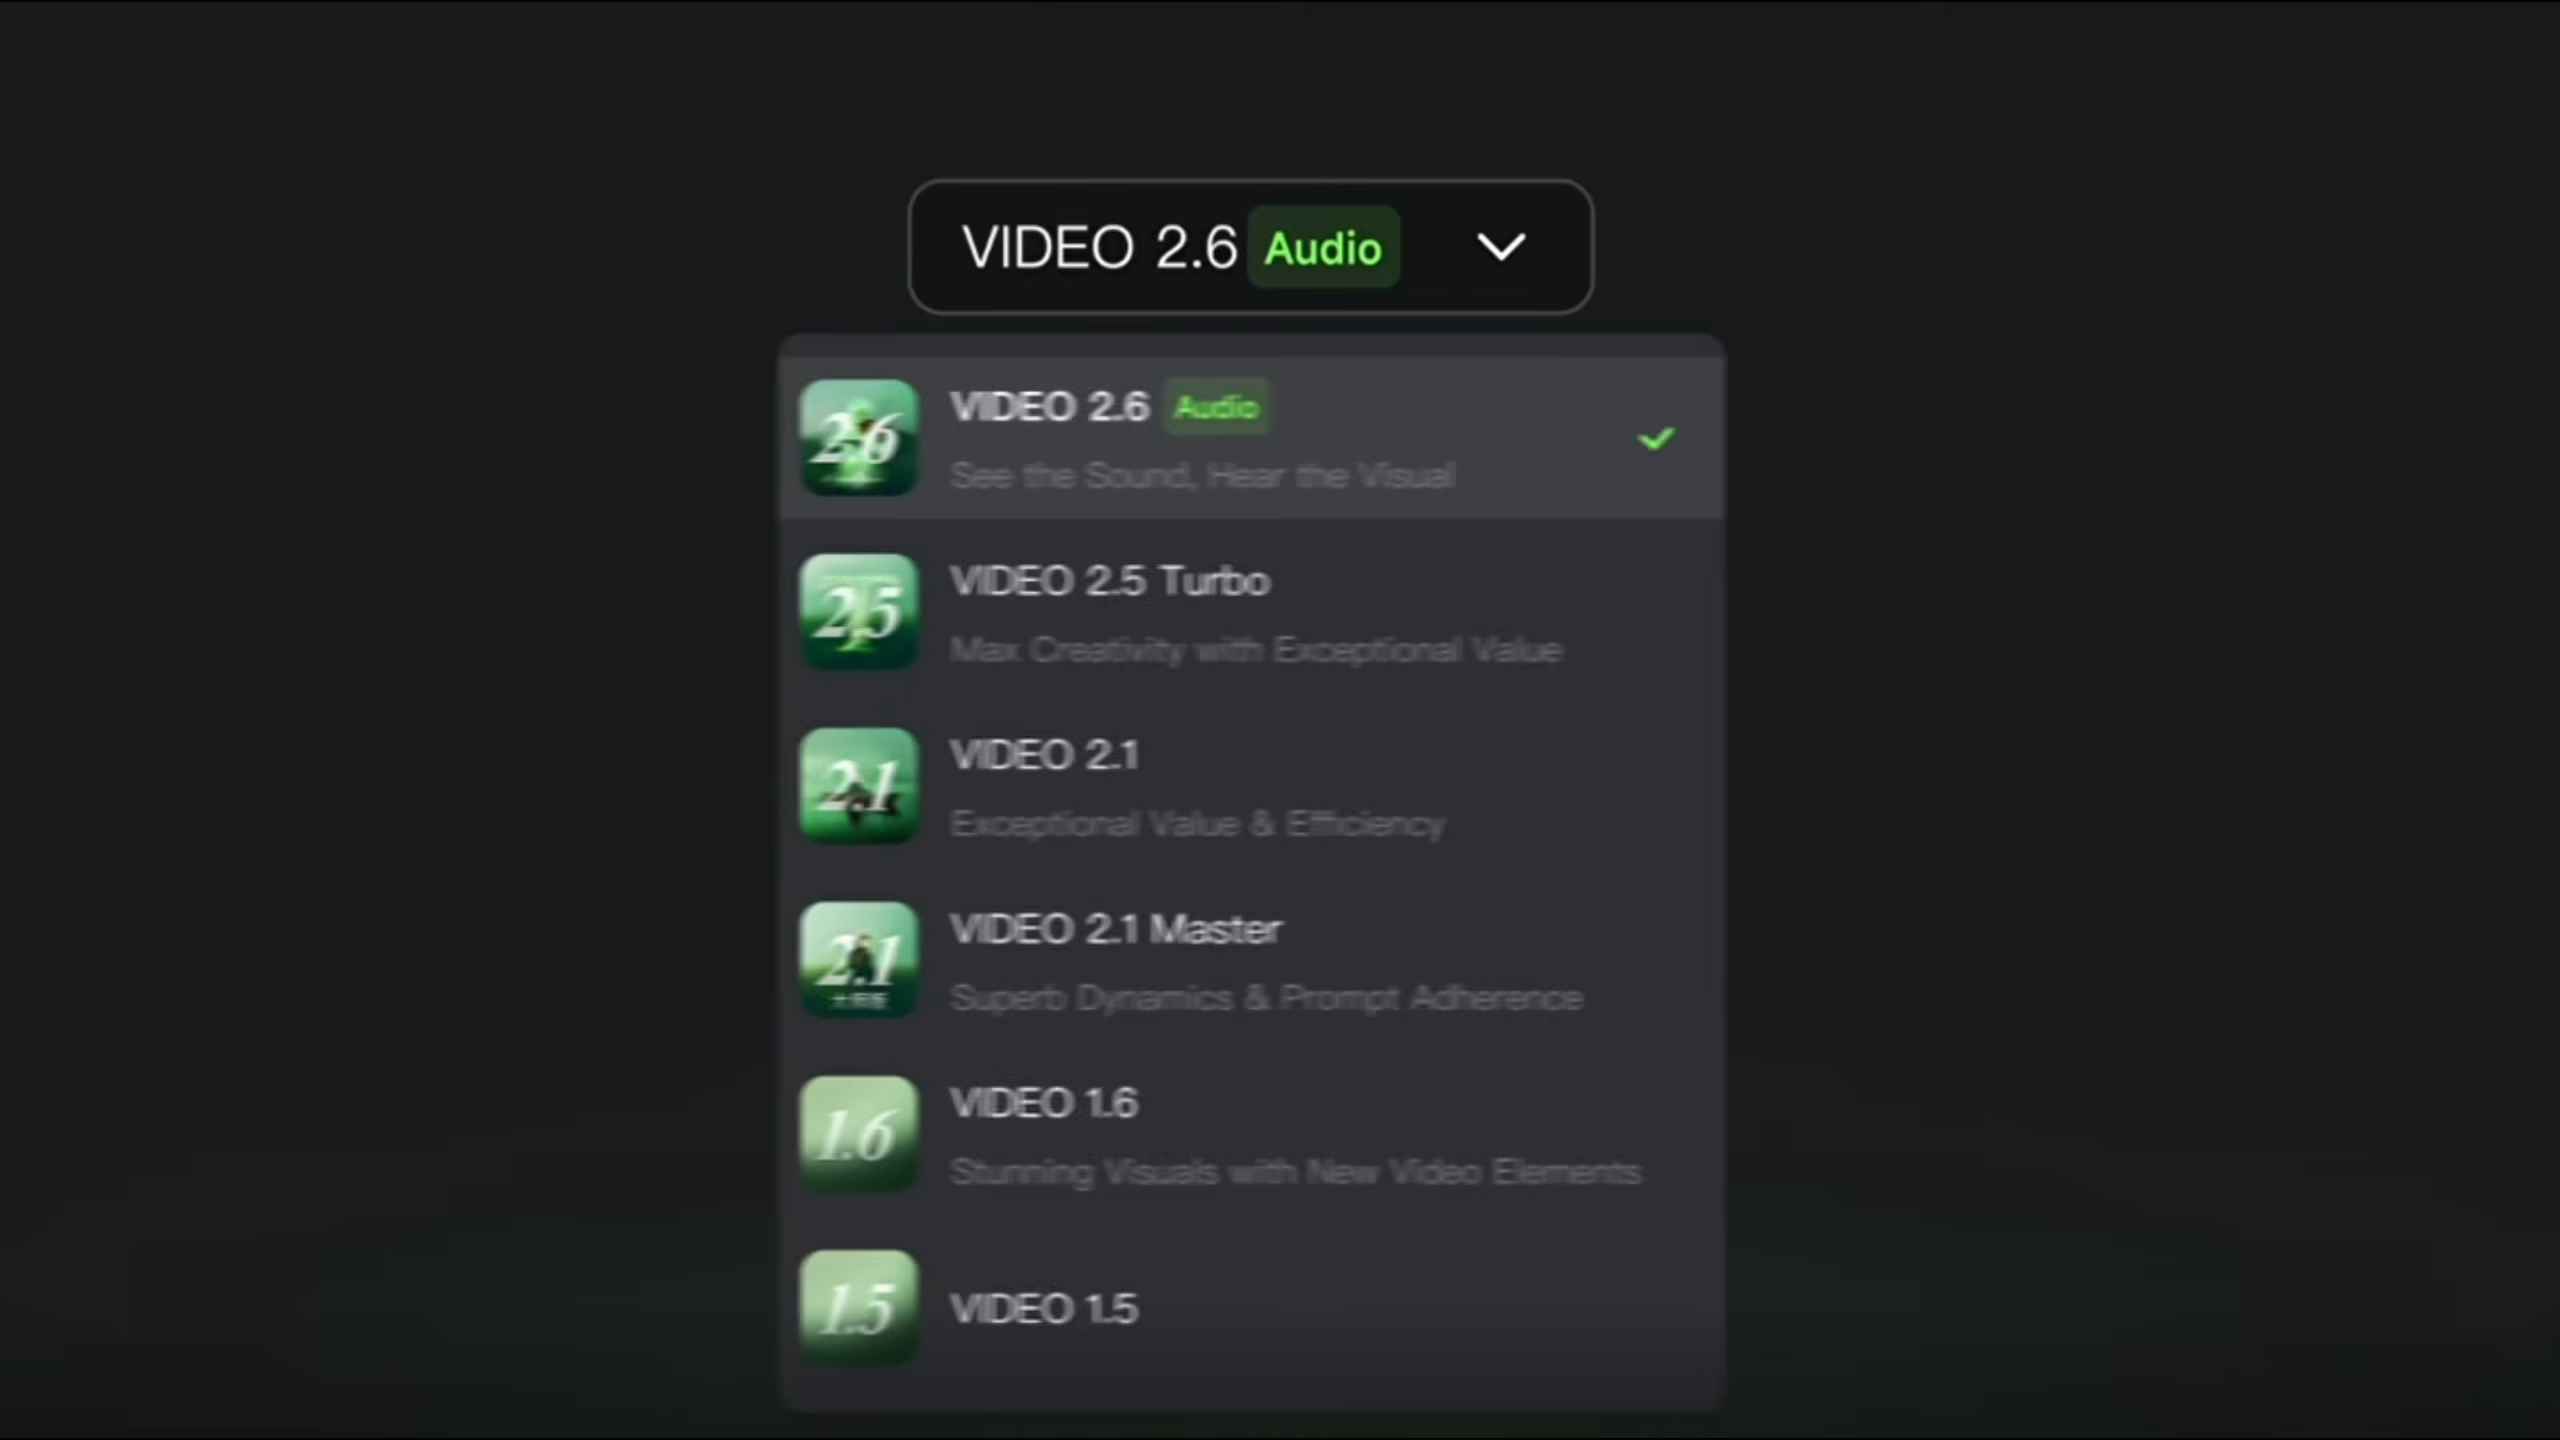 VIDEO 2.6 Audio
2.6
VIDEO 2.6 Audio
See the Sound, Hear the Visual
2.5
VIDEO 2.5 Turbo
Max Creativity with Exceptional Value
2.1
VIDEO 2.1
Exceptional Value & Efficiency
2.1
VIDEO 2.1 Master
Superb Dynamics & Prompt Adherence
1.6
VIDEO 1.6
Stunning Visuals with New Video Elements
1.5
VIDEO 1.5